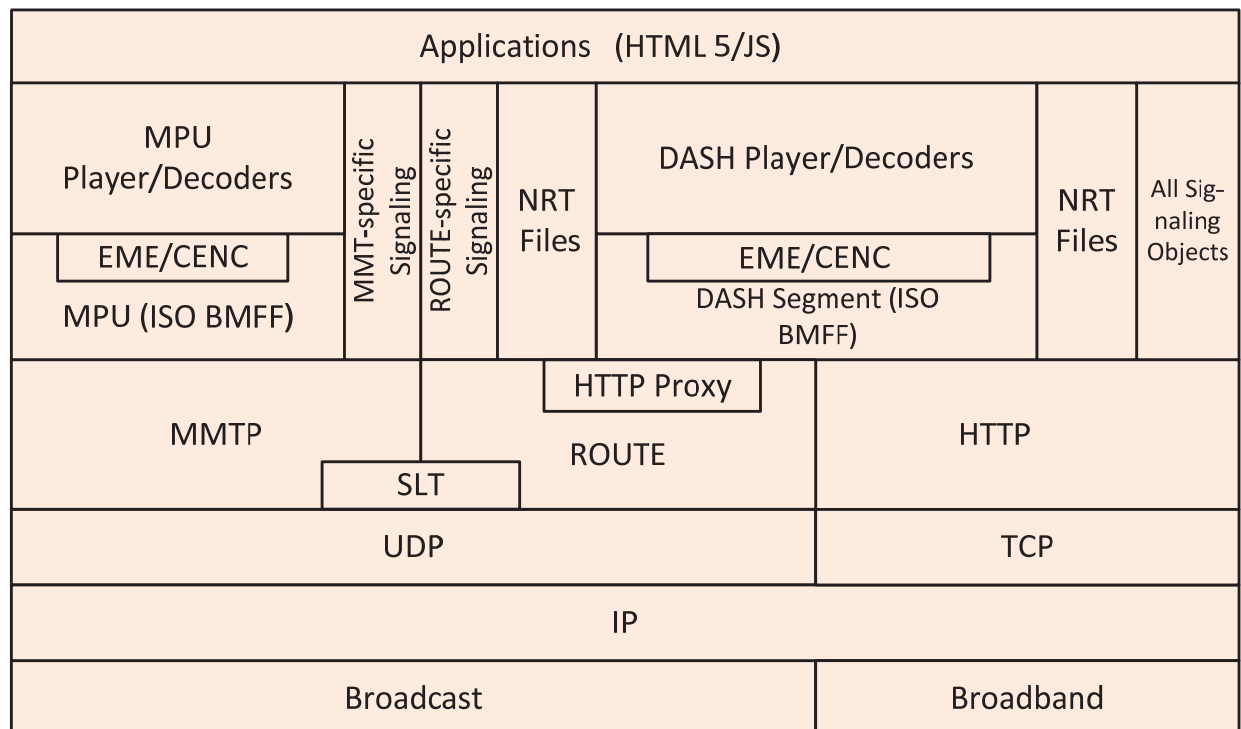 Applications (HTML 5/JS)
MPU
Player/Decoders
EME/CENC
MPU (ISO BMFF)
MMT-specific
Signaling
ROUTE-specific
Signaling
NRT
Files
DASH Player/Decoders
EME/CENC
DASH Segment (ISO
BMFF)
NRT
Files
All Sig-
naling
Objects
MMTP
HTTP Proxy
ROUTE
SLT
HTTP
UDP
TCP
IP
Broadcast
Broadband